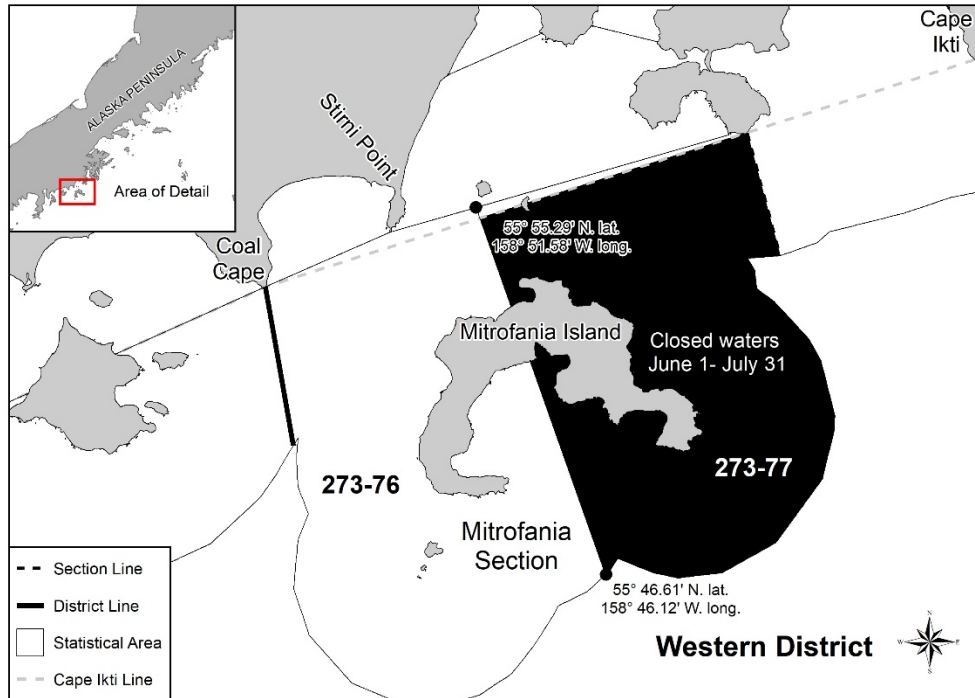 ALASKA PENINSULA
Area of Detail
Cape
Ikti
Stirni Point
Coal
Cape
55° 55.29' N. lat.
158° 51.58' W. long.
Mitrofania Island
Closed waters
June 1- July 31
273-76
273-77
Mitrofania
Section
55° 46.61' N. lat.
158° 46.12' W. long.
Western District
N
W
E
S
Section Line
District Line
Statistical Area
Cape Ikti Line